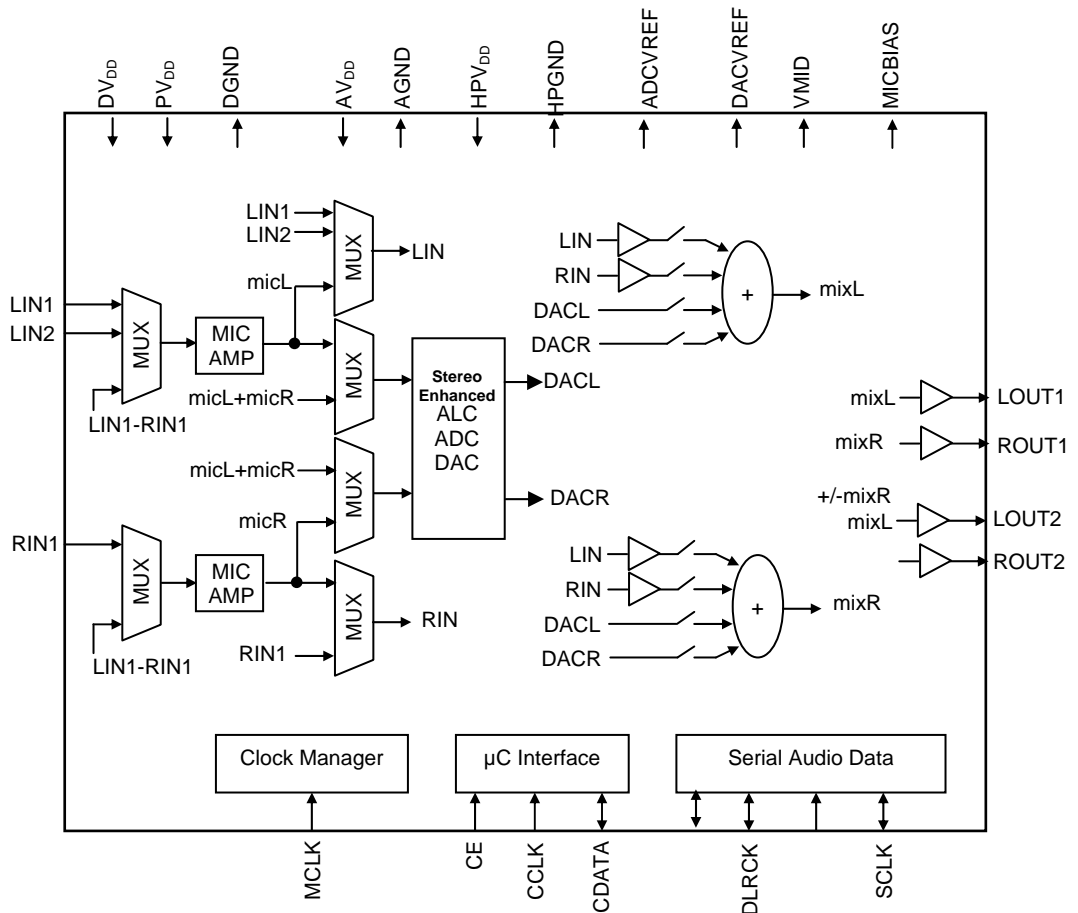 DVDD
PVDD
DGND
AVDD
AGND
HPVDD
HPGND
ADCVREF
DACVREF
VMID
MICBIAS
LIN1
LIN2
MUX
LIN
micL
LIN1
LIN2
MUX
LIN1-RIN1
MIC
AMP
micL+micR
MUX
Stereo
Enhanced
ALC
ADC
DAC
DACL
DACR
micL+micR
MUX
micR
RIN1
MUX
LIN1-RIN1
MIC
AMP
RIN1
MUX
RIN
LIN
RIN
DACL
DACR
+
mixL
LIN
RIN
DACL
DACR
+
mixR
mixL
LOUT1
mixR
ROUT1
+/-mixR
mixL
LOUT2
ROUT2
Clock Manager
µC Interface
Serial Audio Data
MCLK
CE
CCLK
CDATA
DLRCK
SCLK